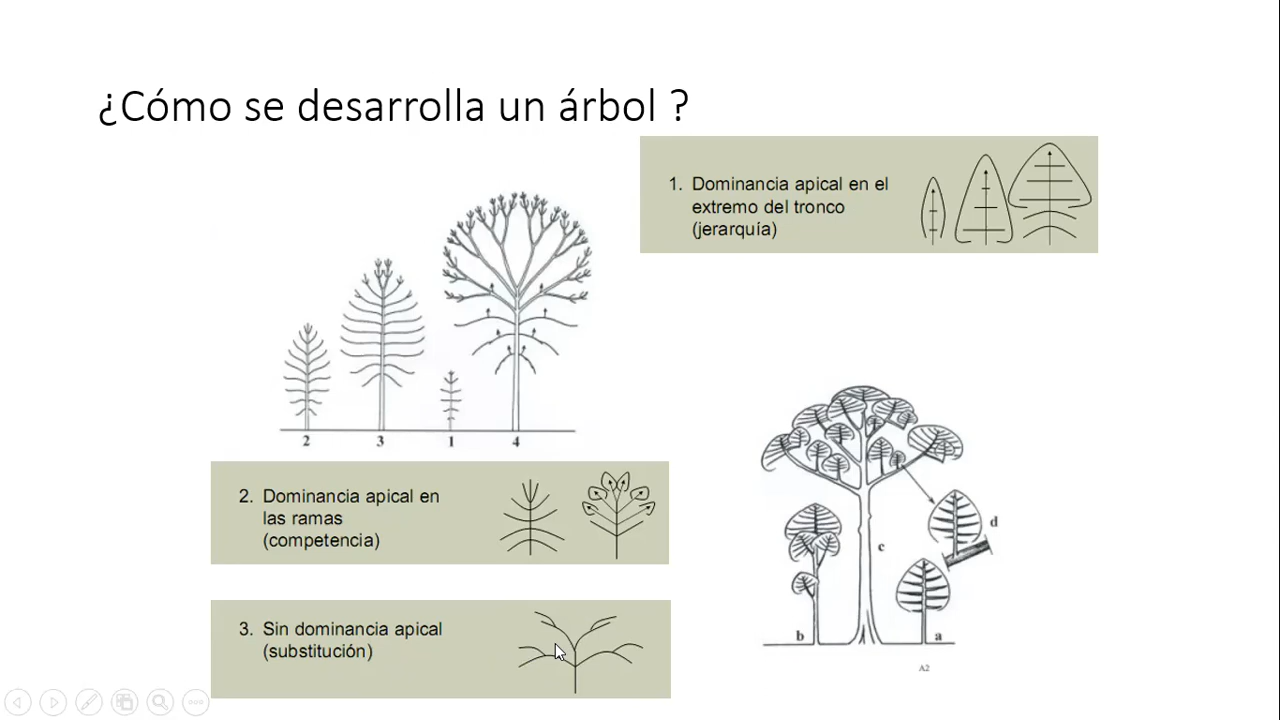 ¿Cómo se desarrolla un árbol ?
1. Dominancia apical en el
extremo del tronco
(jerarquía)
2 3 1 4
2. Dominancia apical en
las ramas
(competencia)
3. Sin dominancia apical
(substitución)
d
c
b a
A2